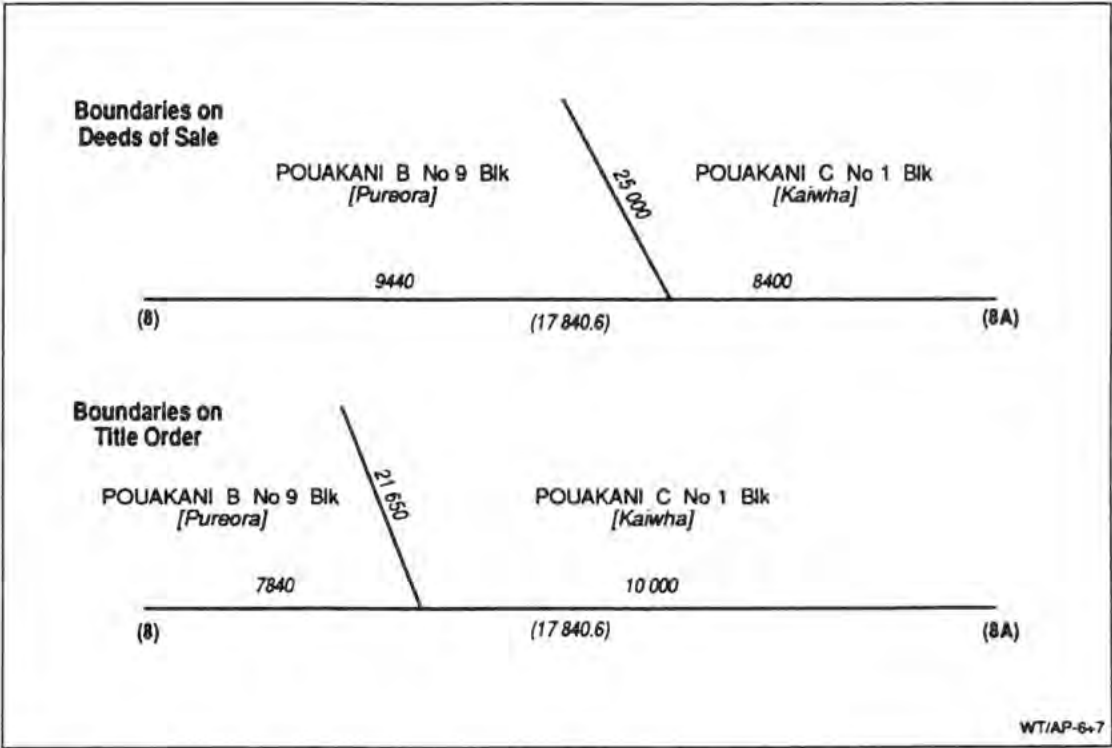 Boundaries on
Deeds of Sale
POUAKANI B No 9 Blk
[Pureora]
25 000
POUAKANI C No 1 Blk
[Kaiwha]
9440
8400
(8)
(17 840.6)
(8A)
Boundaries on
Title Order
POUAKANI B No 9 Blk
[Pureora]
21 650
POUAKANI C No 1 Blk
[Kaiwha]
7840
10 000
(8)
(17 840.6)
(8A)
WT/AP-6+7